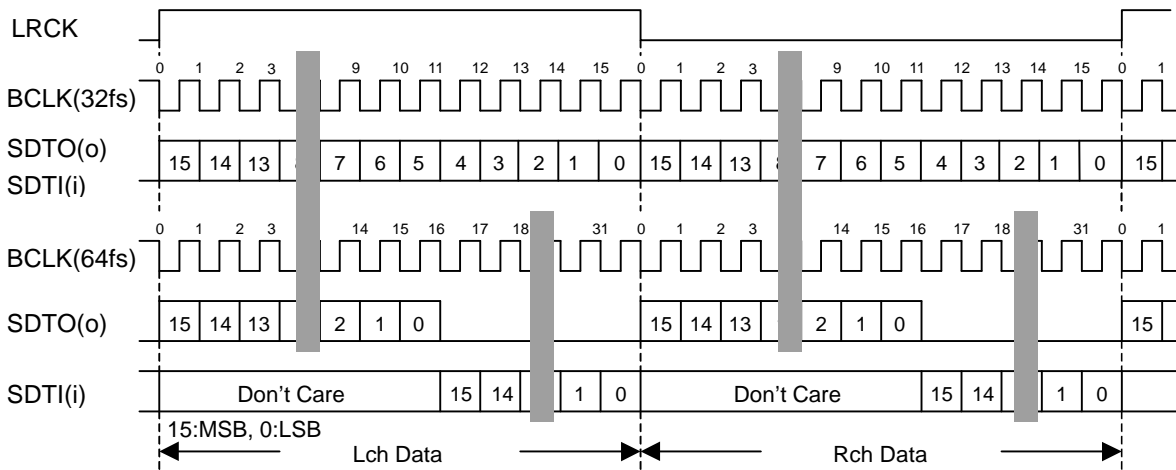 LRCK
0 1 2 3 9 10 11 12 13 14 15 0 1 2 3 9 10 11 12 13 14 15 0 1
BCLK(32fs)
SDTO(o)
SDTI(i)
15 14 13 7 6 5 4 3 2 1 0 15 14 13 8 7 6 5 4 3 2 1 0 15
0 1 2 3 14 15 16 17 18 31 0 1 2 3 14 15 16 17 18 31 0 1
BCLK(64fs)
SDTO(o)
15 14 13 2 1 0 15 14 13 2 1 0 15
SDTI(i)
Don't Care 15 14 1 0 Don't Care 15 14 1 0
15:MSB, 0:LSB
Lch Data Rch Data